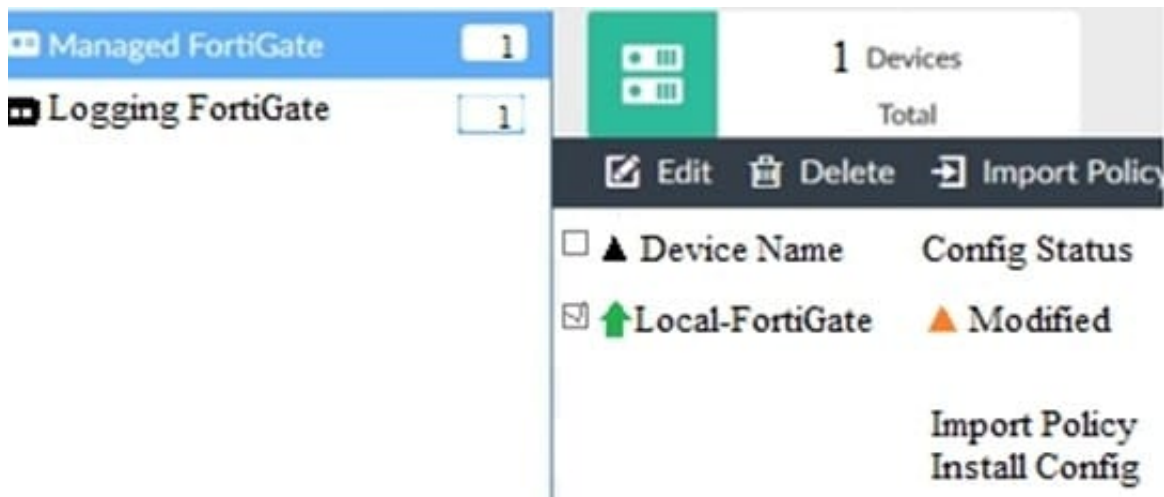 Managed FortiGate 1
Logging FortiGate 1
1 Devices
Total
Edit Delete Import Policy
Device Name Config Status
Local-FortiGate Modified
Import Policy
Install Config